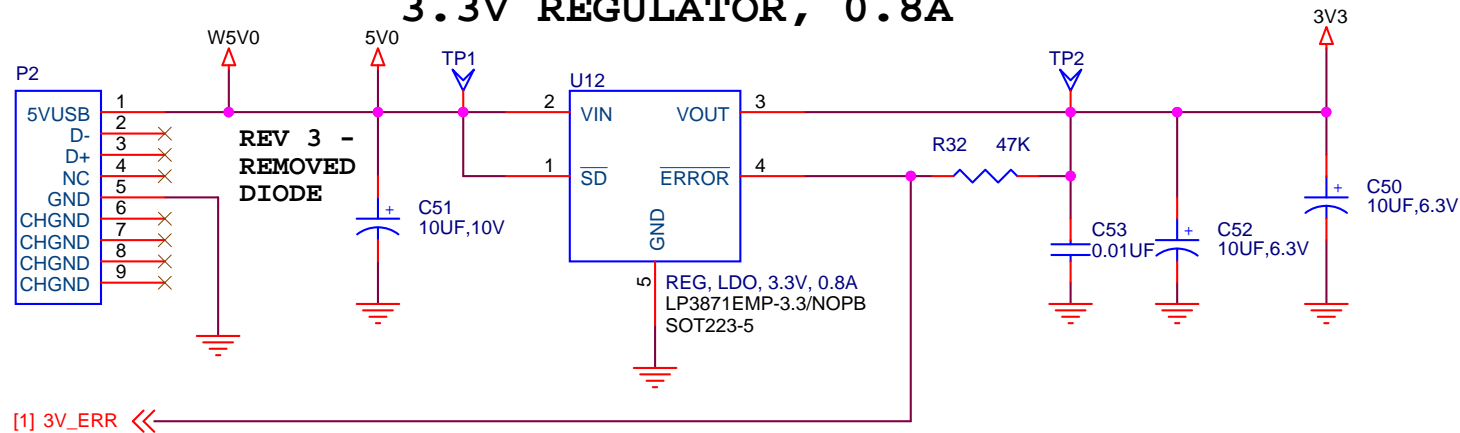 3.3V REGULATOR, 0.8A
W5V0
5V0
3V3
P2
TP1
TP2
U12
5VUSB 1
D- 2
D+ 3
NC 4
GND 5
CHGND 6
CHGND 7
CHGND 8
CHGND 9
REV 3 -
REMOVED
DIODE
2 VIN
VOUT 3
1 SD
ERROR 4
GND
5
R32 47K
C51
10UF,10V
C53
0.01UF
C52
10UF,6.3V
C50
10UF,6.3V
REG, LDO, 3.3V, 0.8A
LP3871EMP-3.3/NOPB
SOT223-5
[1] 3V_ERR